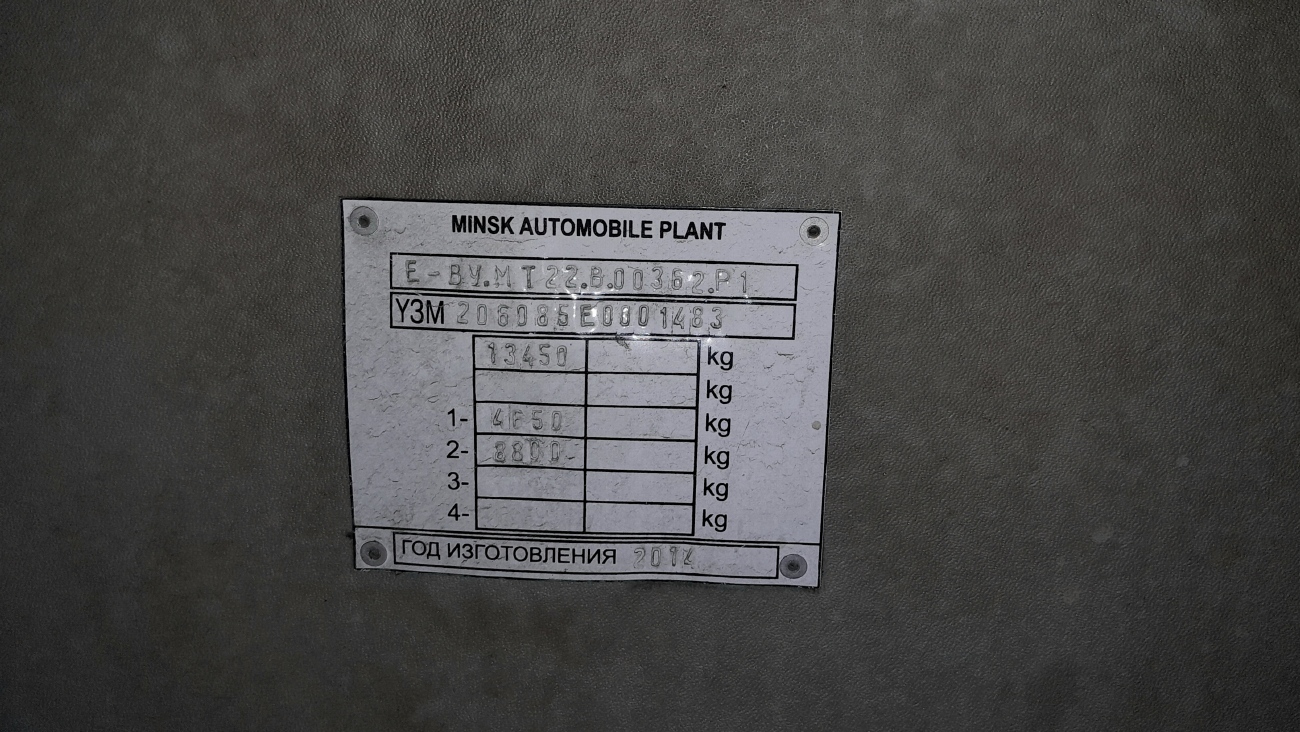 MINSK AUTOMOBILE PLANT
E-BY.MT22.B.00362.P1
Y3M 206085E0001483
13450 kg
kg
1- 4F50 kg
2- 8800 kg
3- kg
4- kg
ГОД ИЗГОТОВЛЕНИЯ 2014